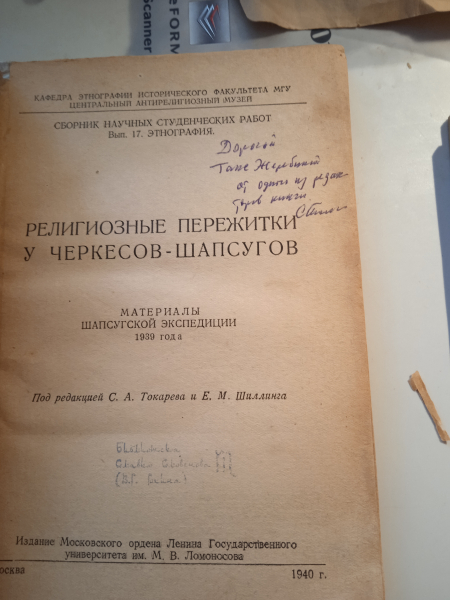 Scanner
eFORM
КАФЕДРА ЭТНОГРАФИИ ИСТОРИЧЕСКОГО ФАКУЛЬТЕТА МГУ
ЦЕНТРАЛЬНЫЙ АНТИРЕЛИГИОЗНЫЙ МУЗЕЙ
СБОРНИК НАУЧНЫХ СТУДЕНЧЕСКИХ РАБОТ
Вып. 17. ЭТНОГРАФИЯ.
Дорогой
Тане
от одного из редак-
торов книги
РЕЛИГИОЗНЫЕ ПЕРЕЖИТКИ
У ЧЕРКЕСОВ-ШАПСУГОВ
МАТЕРИАЛЫ
ШАПСУГСКОЙ ЭКСПЕДИЦИИ
1939 года
Под редакцией С. А. Токарева и Е. М. Шиллинга
Издание Московского ордена Ленина Государственного
университета им. М. В. Ломоносова
осква 1940 г.